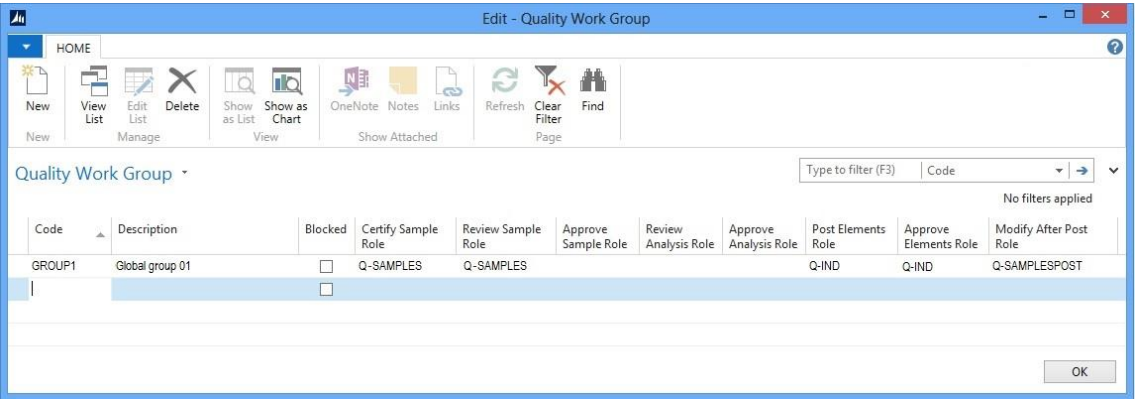 Edit - Quality Work Group
HOME
New
View List
Edit List
Delete
Show as List
Show as Chart
OneNote
Notes
Links
Refresh
Clear Filter
Find
New
Manage
View
Show Attached
Page
Quality Work Group
Type to filter (F3)
Code
No filters applied
Code Description Blocked Certify Sample Role Review Sample Role Approve Sample Role Review Analysis Role Approve Analysis Role Post Elements Role Approve Elements Role Modify After Post Role
GROUP1 Global group 01 Q-SAMPLES Q-SAMPLES Q-IND Q-IND Q-SAMPLESPOST
OK